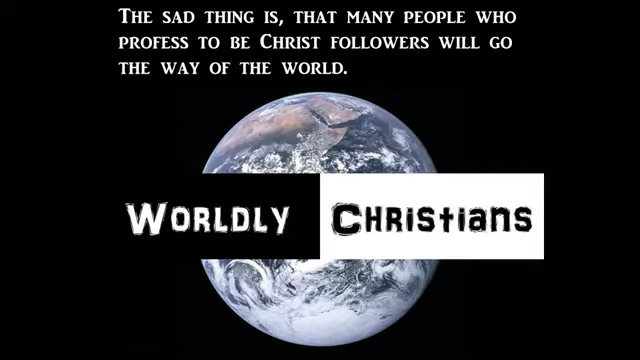 The sad thing is, that many people who
profess to be Christ followers will go
the way of the world.
Worldly Christians